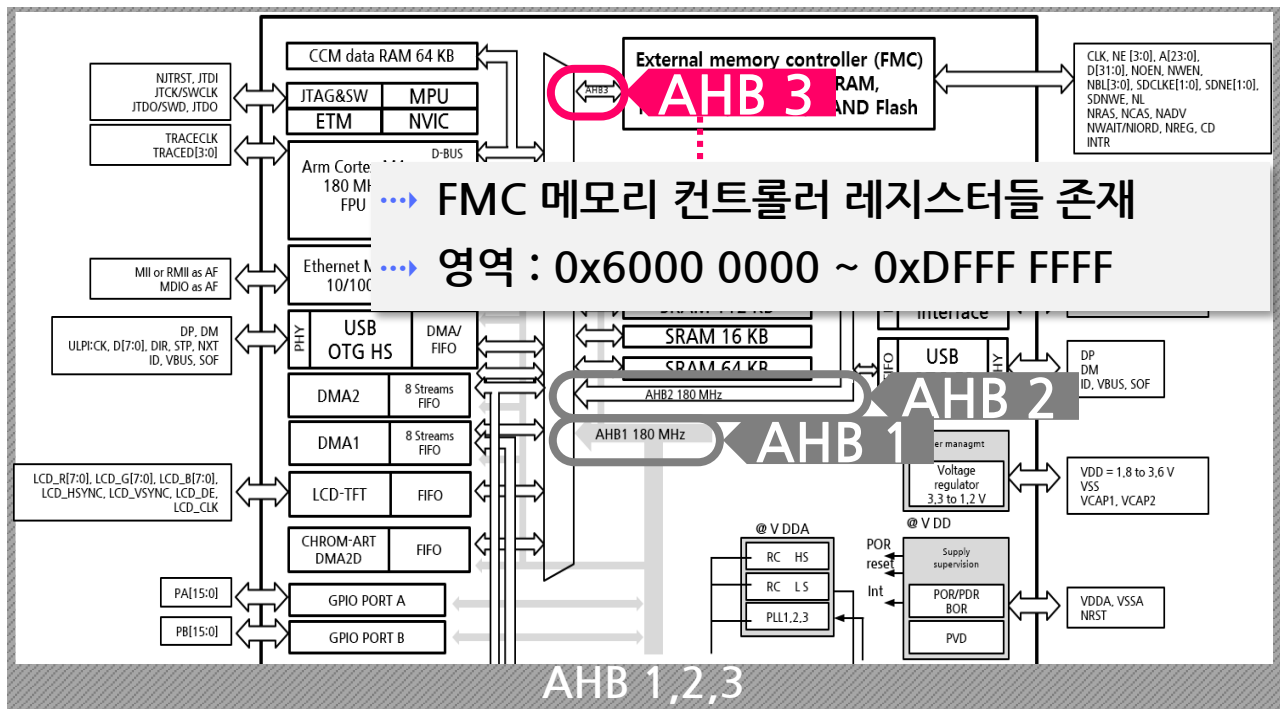 CCM data RAM 64 KB
NJTRST, JTDI
JTCK/SWCLK
JTDO/SWD, JTDO
JTAG&SW
MPU
ETM
NVIC
TRACECLK
TRACED[3:0]
D-BUS
Arm Corte
180 MH
FPU
External memory controller (FMC)
RAM,
AND Flash
AHB3
AHB 3
CLK, NE [3:0], A[23:0],
D[31:0], NOEN, NWEN,
NBL[3:0], SDCLKE[1:0], SDNE[1:0],
SDNWE, NL
NRAS, NCAS, NADV
NWAIT/NIORD, NREG, CD
INTR
FMC 메모리 컨트롤러 레지스터들 존재
영역 : 0x6000 0000 ~ 0xDFFF FFFF
MII or RMII as AF
MDIO as AF
Ethernet M
10/100
DP, DM
ULPI:CK, D[7:0], DIR, STP, NXT
ID, VBUS, SOF
PHY
USB
OTG HS
DMA/
FIFO
SRAM 16 KB
SRAM 64 KB
Interface
FIFO
USB
PHY
DP
DM
ID, VBUS, SOF
DMA2
8 Streams
FIFO
AHB2 180 MHz
AHB 2
DMA1
8 Streams
FIFO
AHB1 180 MHz
AHB 1
er managmt
Voltage
regulator
3,3 to 1,2 V
VDD = 1,8 to 3,6 V
VSS
VCAP1, VCAP2
LCD_R[7:0], LCD_G[7:0], LCD_B[7:0],
LCD_HSYNC, LCD_VSYNC, LCD_DE,
LCD_CLK
LCD-TFT
FIFO
CHROM-ART
DMA2D
FIFO
@ V DDA
RC HS
RC L S
PLL1,2,3
@ V DD
POR
reset
Int
Supply
supervision
POR/PDR
BOR
PVD
VDDA, VSSA
NRST
PA[15:0]
GPIO PORT A
PB[15:0]
GPIO PORT B
AHB 1,2,3